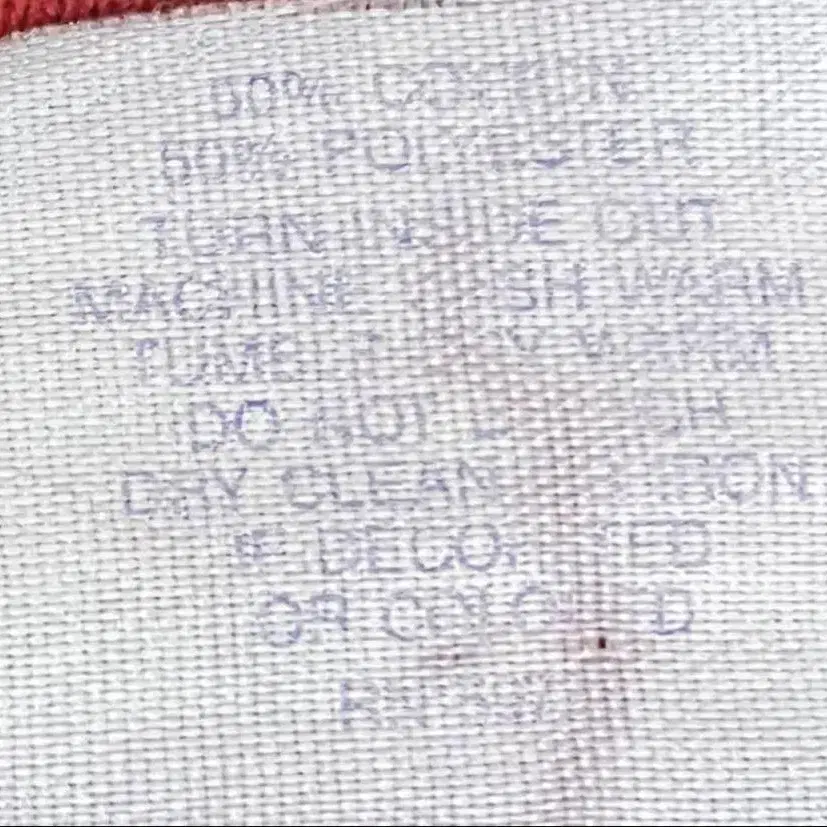 50% COTTON
50% POLYESTER
TURN INSIDE OUT
MACHINE WASH WARM
TUMBLE DRY WARM
DO NOT BLEACH
DRY CLEAN IRON
IF DECORATED
OR COLORED